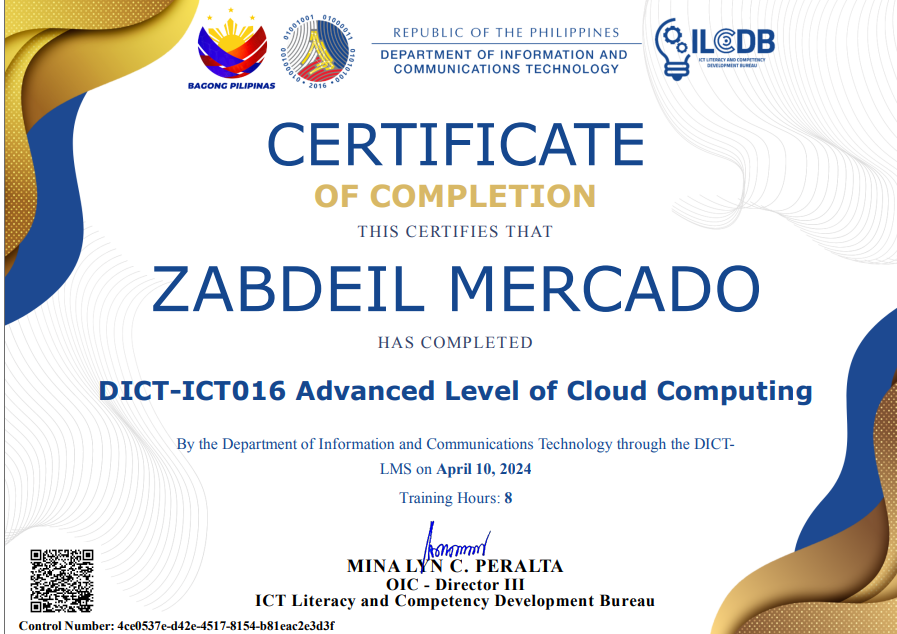 BAGONG PILIPINAS
01001001 01000011 01010100
2016
REPUBLIC OF THE PHILIPPINES
DEPARTMENT OF INFORMATION AND
COMMUNICATIONS TECHNOLOGY
ILCDB
ICT LITERACY AND COMPETENCY
DEVELOPMENT BUREAU
CERTIFICATE
OF COMPLETION
THIS CERTIFIES THAT
ZABDEIL MERCADO
HAS COMPLETED
DICT-ICT016 Advanced Level of Cloud Computing
By the Department of Information and Communications Technology through the DICT-
LMS on April 10, 2024
Training Hours: 8
MINA LYN C. PERALTA
OIC - Director III
ICT Literacy and Competency Development Bureau
Control Number: 4ce0537e-d42e-4517-8154-b81eac2e3d3f